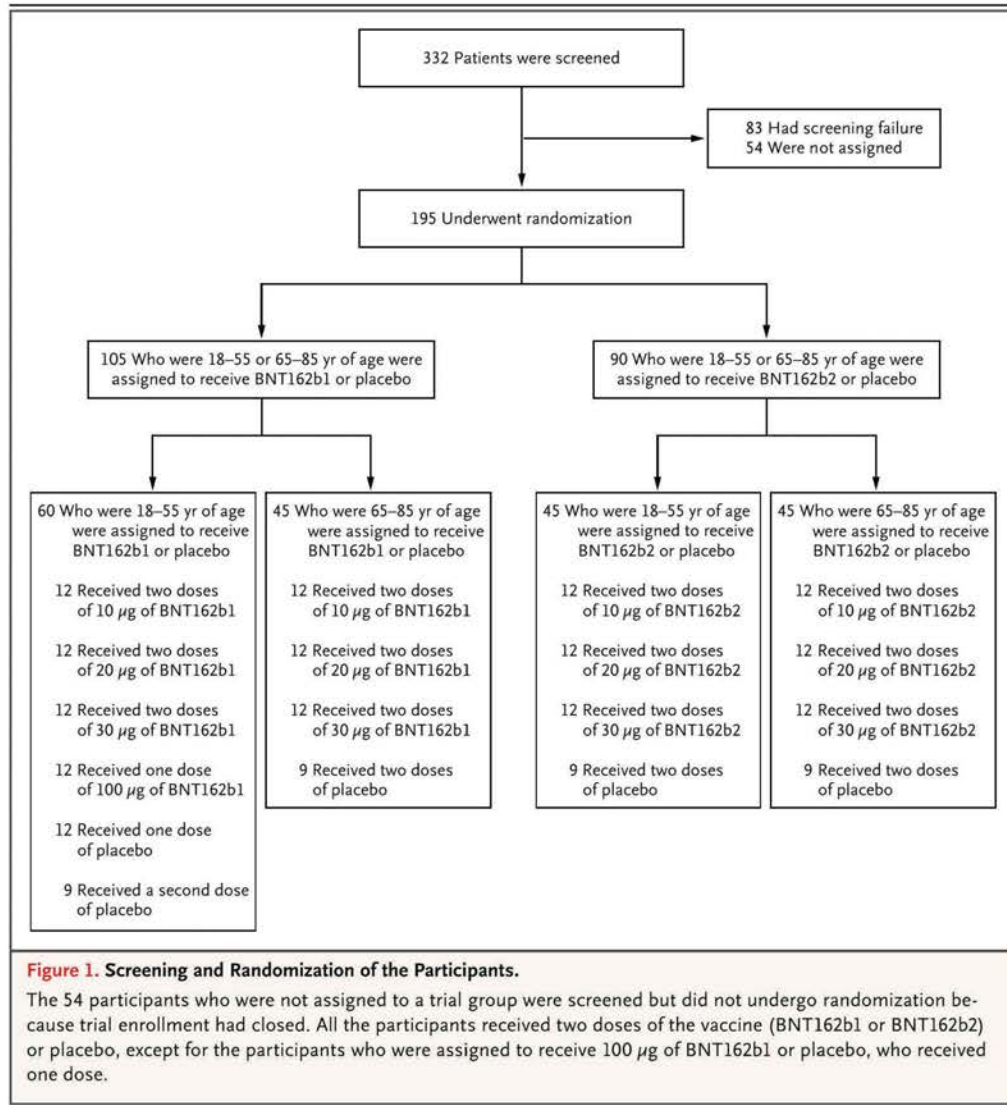 332 Patients were screened
83 Had screening failure
54 Were not assigned
195 Underwent randomization
105 Who were 18–55 or 65–85 yr of age were
assigned to receive BNT162b1 or placebo
90 Who were 18–55 or 65–85 yr of age were
assigned to receive BNT162b2 or placebo
60 Who were 18–55 yr of age
were assigned to receive
BNT162b1 or placebo
12 Received two doses
of 10 μg of BNT162b1
12 Received two doses
of 20 μg of BNT162b1
12 Received two doses
of 30 μg of BNT162b1
12 Received one dose
of 100 μg of BNT162b1
12 Received one dose
of placebo
9 Received a second dose
of placebo
45 Who were 65–85 yr of age
were assigned to receive
BNT162b1 or placebo
12 Received two doses
of 10 μg of BNT162b1
12 Received two doses
of 20 μg of BNT162b1
12 Received two doses
of 30 μg of BNT162b1
9 Received two doses
of placebo
45 Who were 18–55 yr of age
were assigned to receive
BNT162b2 or placebo
12 Received two doses
of 10 μg of BNT162b2
12 Received two doses
of 20 μg of BNT162b2
12 Received two doses
of 30 μg of BNT162b2
9 Received two doses
of placebo
45 Who were 65–85 yr of age
were assigned to receive
BNT162b2 or placebo
12 Received two doses
of 10 μg of BNT162b2
12 Received two doses
of 20 μg of BNT162b2
12 Received two doses
of 30 μg of BNT162b2
9 Received two doses
of placebo
Figure 1. Screening and Randomization of the Participants.
The 54 participants who were not assigned to a trial group were screened but did not undergo randomization be-
cause trial enrollment had closed. All the participants received two doses of the vaccine (BNT162b1 or BNT162b2)
or placebo, except for the participants who were assigned to receive 100 μg of BNT162b1 or placebo, who received
one dose.